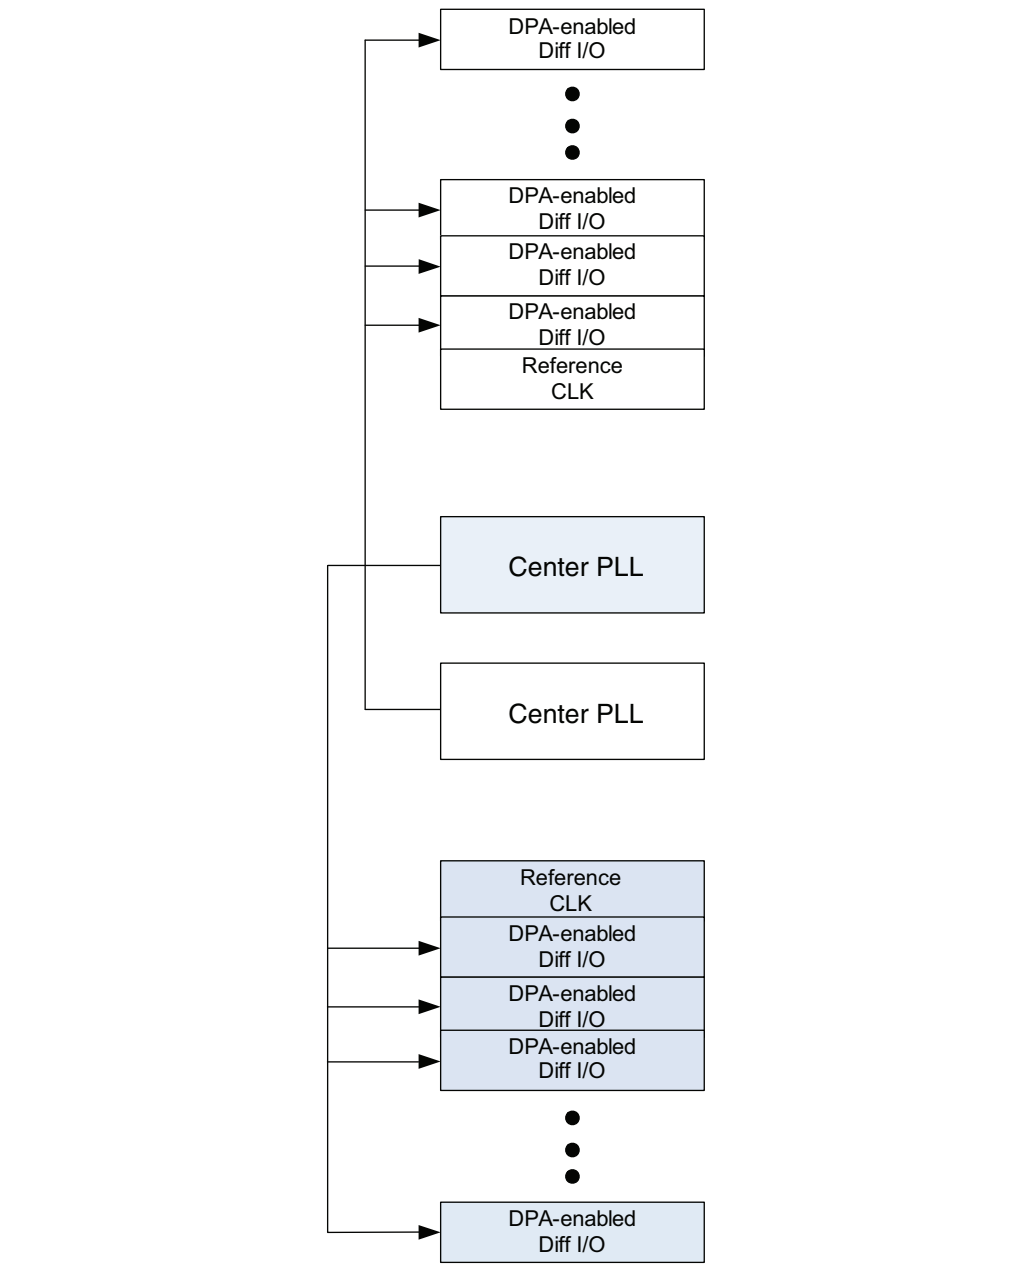 DPA-enabled
Diff I/O
DPA-enabled
Diff I/O
DPA-enabled
Diff I/O
DPA-enabled
Diff I/O
Reference
CLK
Center PLL
Center PLL
Reference
CLK
DPA-enabled
Diff I/O
DPA-enabled
Diff I/O
DPA-enabled
Diff I/O
DPA-enabled
Diff I/O